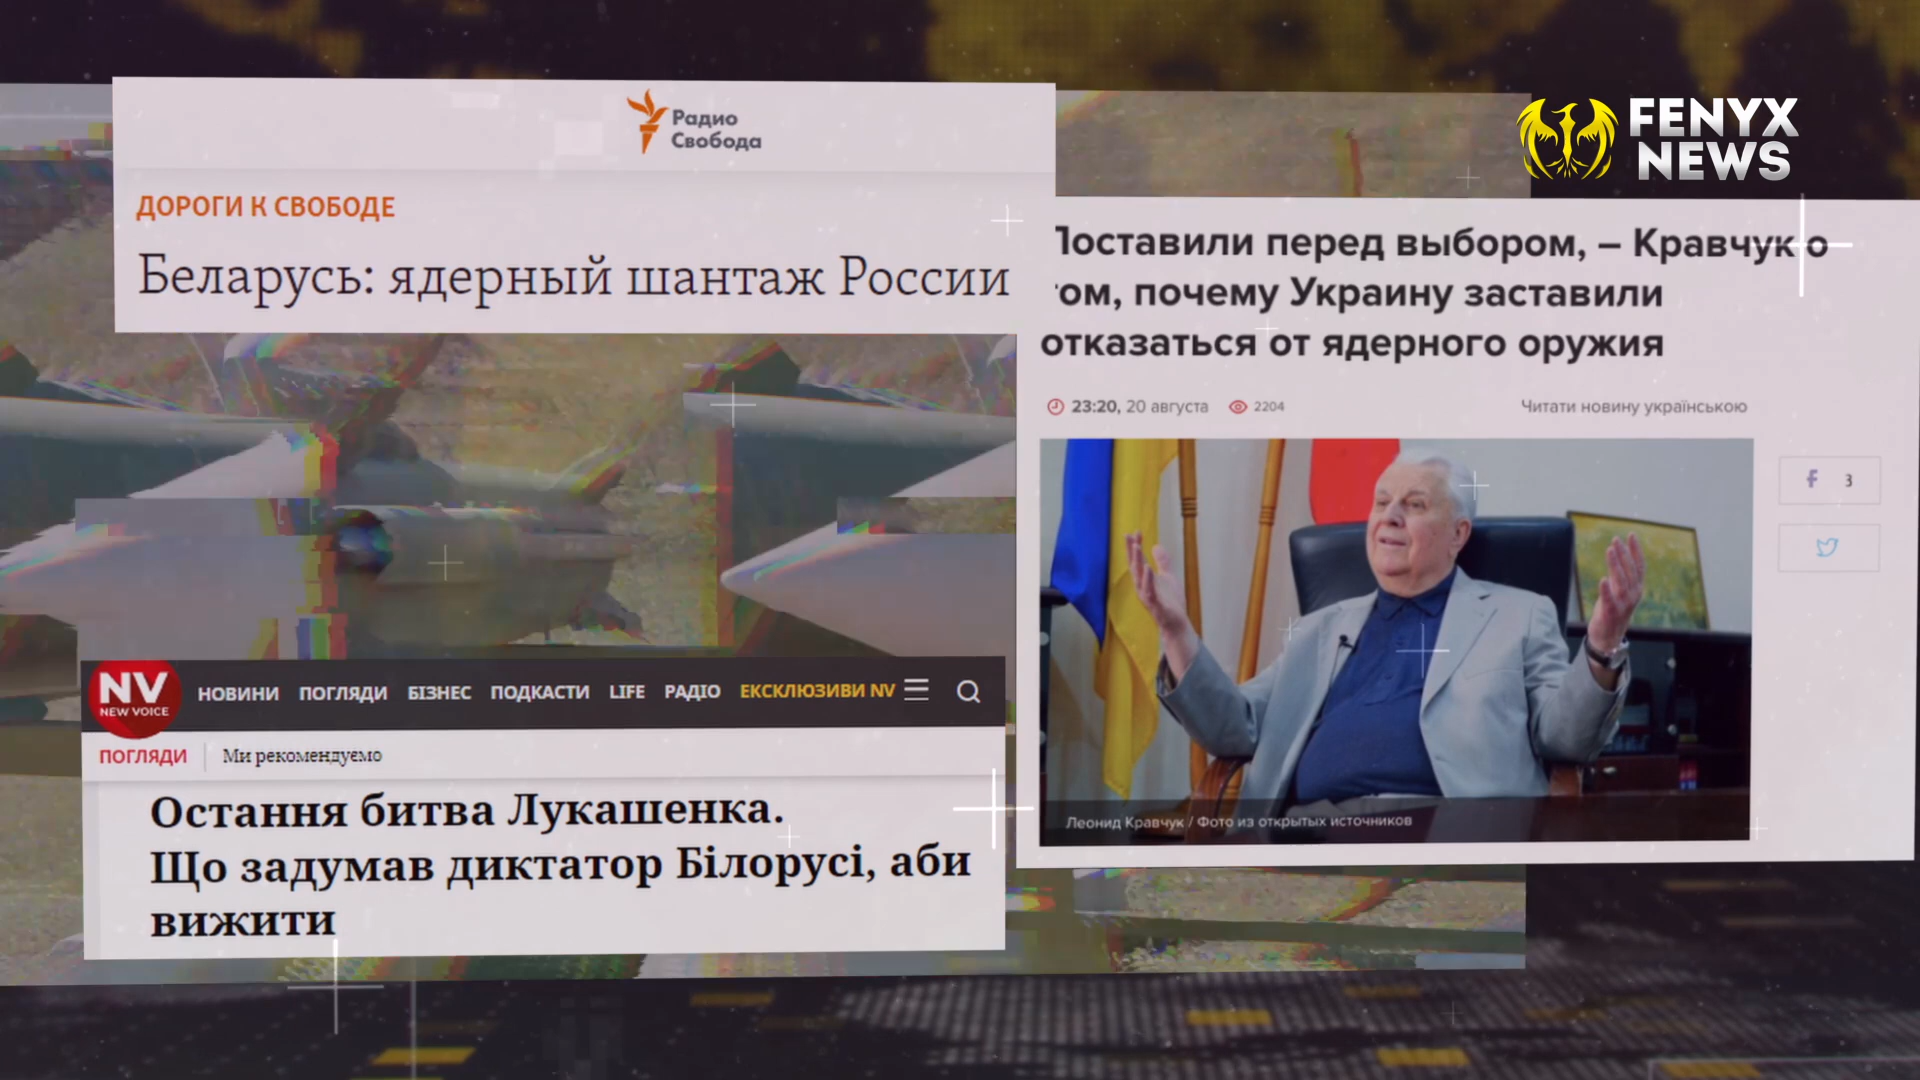 Радио
Свобода
ДОРОГИ К СВОБОДЕ
Беларусь: ядерный шантаж России
FENYX
NEWS
Поставили перед выбором, – Кравчук о
том, почему Украину заставили
отказаться от ядерного оружия
23:20, 20 августа 2204 Читати новину українською
3
Леонид Кравчук / Фото из открытых источников
NV
NEW VOICE
НОВИНИ ПОГЛЯДИ БІЗНЕС ПОДКАСТИ LIFE РАДІО ЕКСКЛЮЗИВИ NV
ПОГЛЯДИ Ми рекомендуємо
Остання битва Лукашенка.
Що задумав диктатор Білорусі, аби
вижити